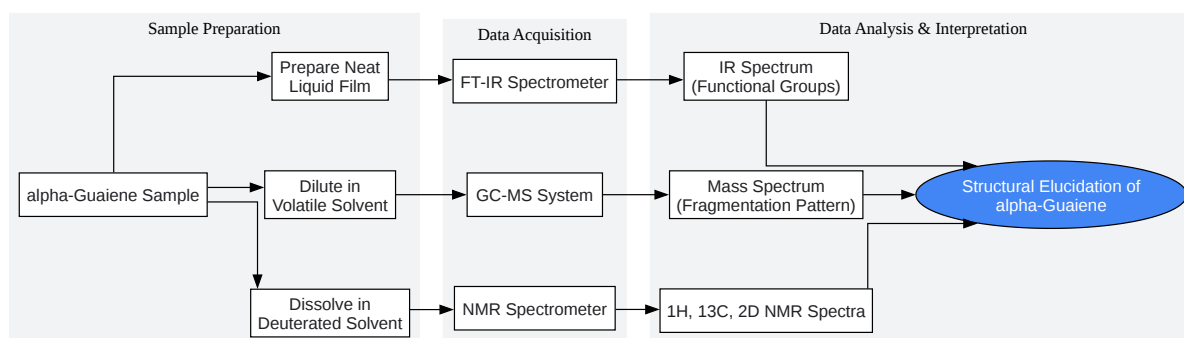 Sample Preparation
Data Acquisition
Data Analysis & Interpretation
Prepare Neat
Liquid Film
FT-IR Spectrometer
IR Spectrum
(Functional Groups)
alpha-Guaiene Sample
Dilute in
Volatile Solvent
GC-MS System
Mass Spectrum
(Fragmentation Pattern)
Structural Elucidation of
alpha-Guaiene
Dissolve in
Deuterated Solvent
NMR Spectrometer
1H, 13C, 2D NMR Spectra